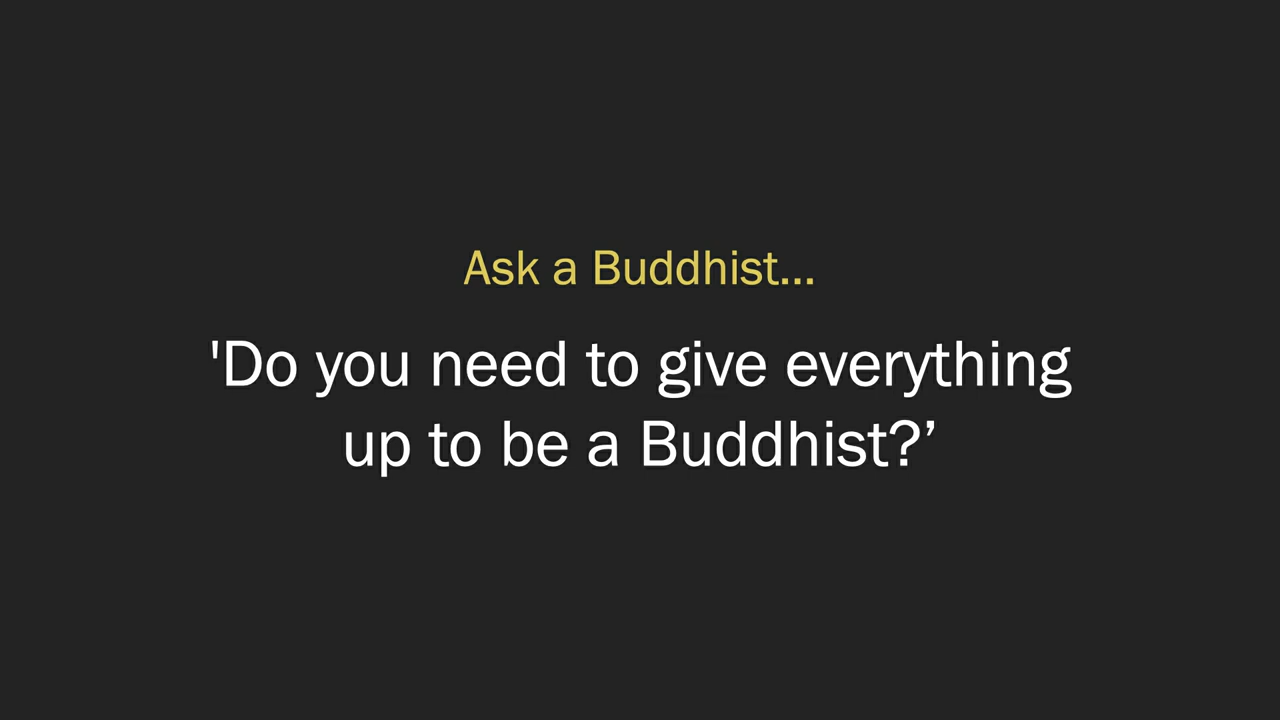 Ask a Buddhist...
'Do you need to give everything
up to be a Buddhist?’